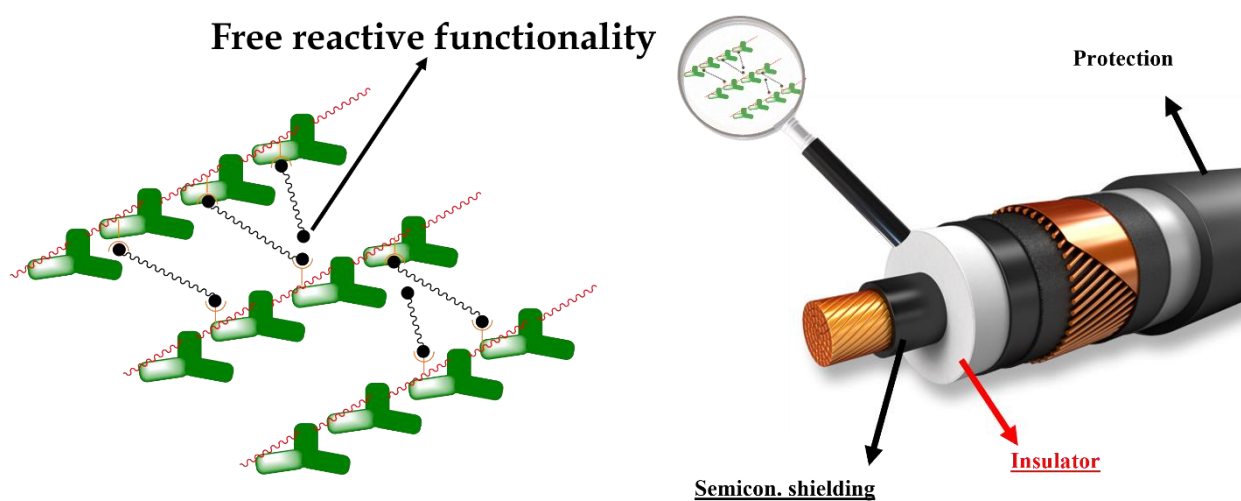 Free reactive functionality
Protection
Insulator
Semicon. shielding